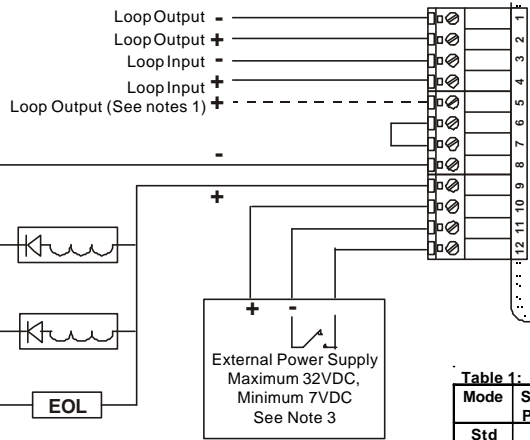 Loop Output -
Loop Output +
Loop Input -
Loop Input +
Loop Output (See notes 1) +
1
2
3
4
5
6
7
8
9
10
11
12
-
+
+ -
External Power Supply
Maximum 32VDC,
Minimum 7VDC
See Note 3
EOL
Table 1:
Mode S
P
Std